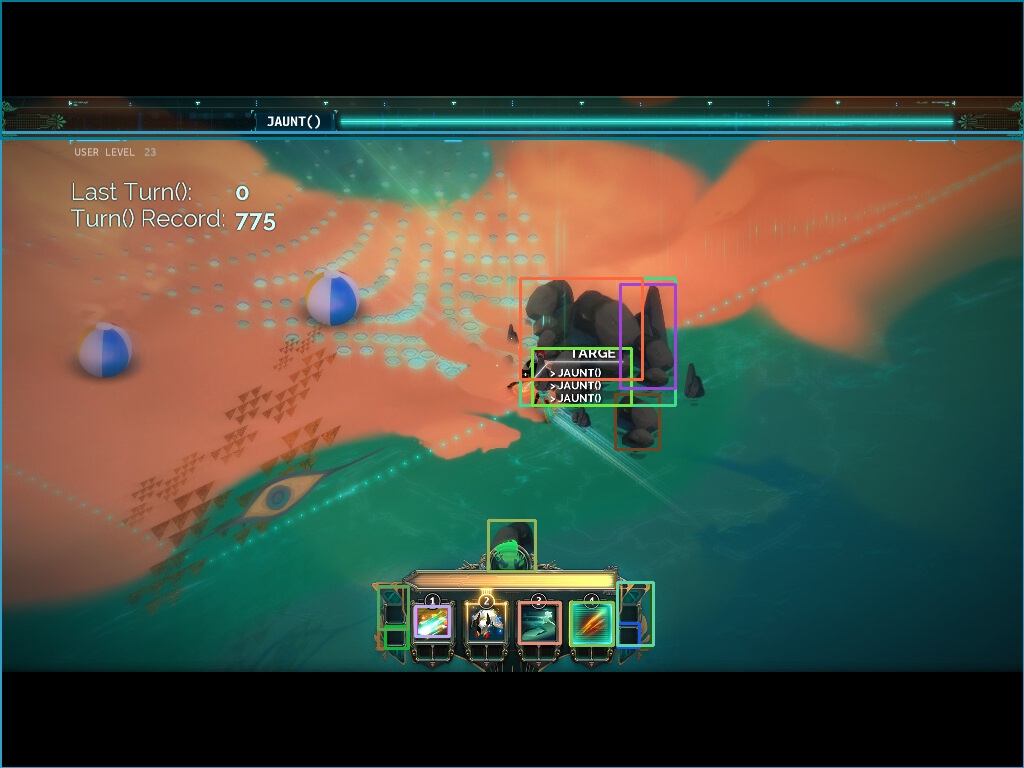 JAUNT()
USER LEVEL 23
Last Turn(): 0
Turn() Record: 775
TARGE
>JAUNT()
>JAUNT()
>JAUNT()
1 2 3 4